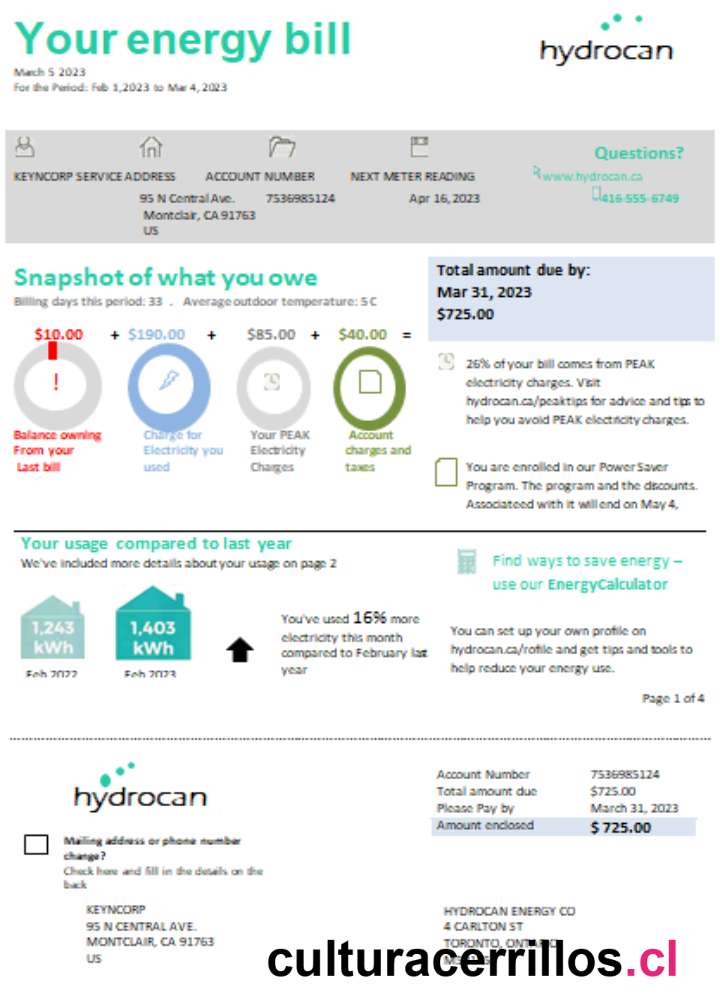 Your energy bill
hydrocan
March 5 2023
For the Period: Feb 1,2023 to Mar 4, 2023
Questions?
KEYNCORP SERVICE ADDRESS ACCOUNT NUMBER NEXT METER READING
www.hydrocan.ca
95 N Central Ave. 7536985124 Apr 16, 2023
416-555-6749
Montclair, CA 91763
US
Snapshot of what you owe
Billing days this period: 33 . Average outdoor temperature: 5 C
Total amount due by:
Mar 31, 2023
$725.00
$10.00 + $190.00 + $85.00 + $40.00 =
!
Balance owning
From your
Last bill
Charge for
Electricity you
used
Your PEAK
Electricity
Charges
Account
charges and
taxes
26% of your bill comes from PEAK
electricity charges. Visit
hydrocan.ca/peaktips for advice and tips to
help you avoid PEAK electricity charges.
You are enrolled in our Power Saver
Program. The program and the discounts.
Associateed with it will end on May 4,
Your usage compared to last year
We've included more details about your usage on page 2
1,243
kWh
Feb 2022
1,403
kWh
Feb 2023
You've used 16% more
electricity this month
compared to February last
year
Find ways to save energy –
use our EnergyCalculator
You can set up your own profile on
hydrocan.ca/rofile and get tips and tools to
help reduce your energy use.
Page 1 of 4
hydrocan
Account Number 7536985124
Total amount due $725.00
Please Pay by March 31, 2023
Amount enclosed $ 725.00
Mailing address or phone number
change?
Check here and fill in the details on the
back
KEYNCORP
95 N CENTRAL AVE.
MONTCLAIR, CA 91763
US
HYDROCAN ENERGY CO
4 CARLTON ST
TORONTO, ONTARIO
culturacerrillos.cl